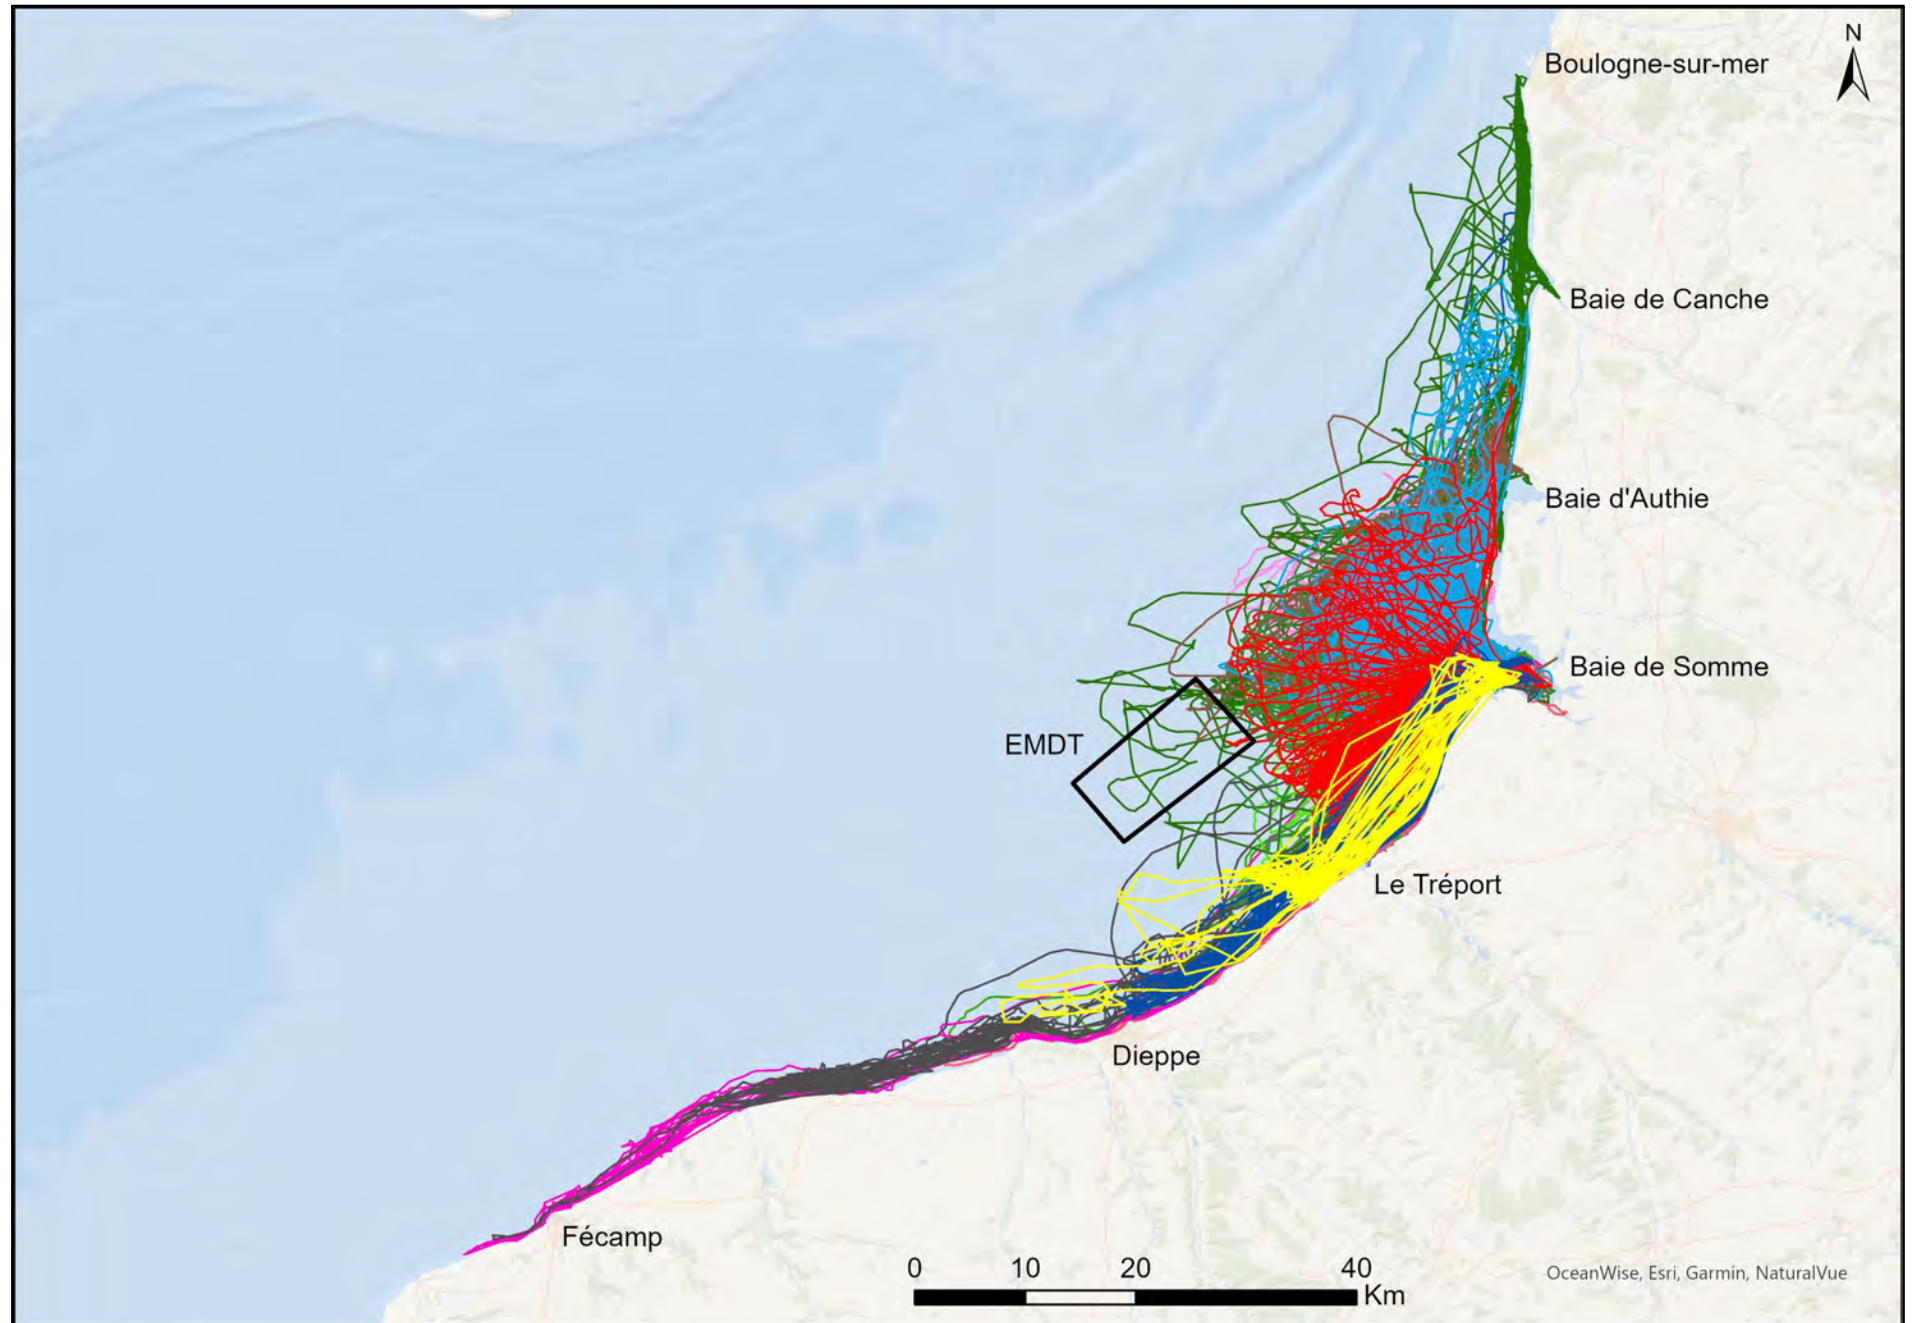 N
Boulogne-sur-mer
Baie de Canche
Baie d'Authie
Baie de Somme
EMDT
Le Tréport
Dieppe
Fécamp
0 10 20 40
Km
OceanWise, Esri, Garmin, NaturalVue